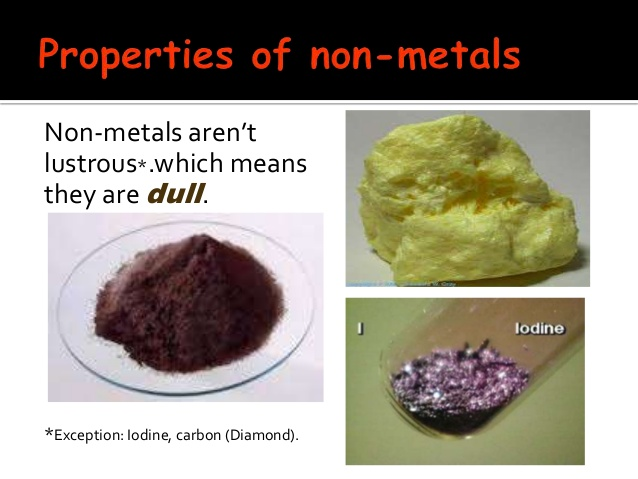 Properties of non-metals
Non-metals aren't
lustrous*.which means
they are dull.
I Iodine
*Exception: Iodine, carbon (Diamond).